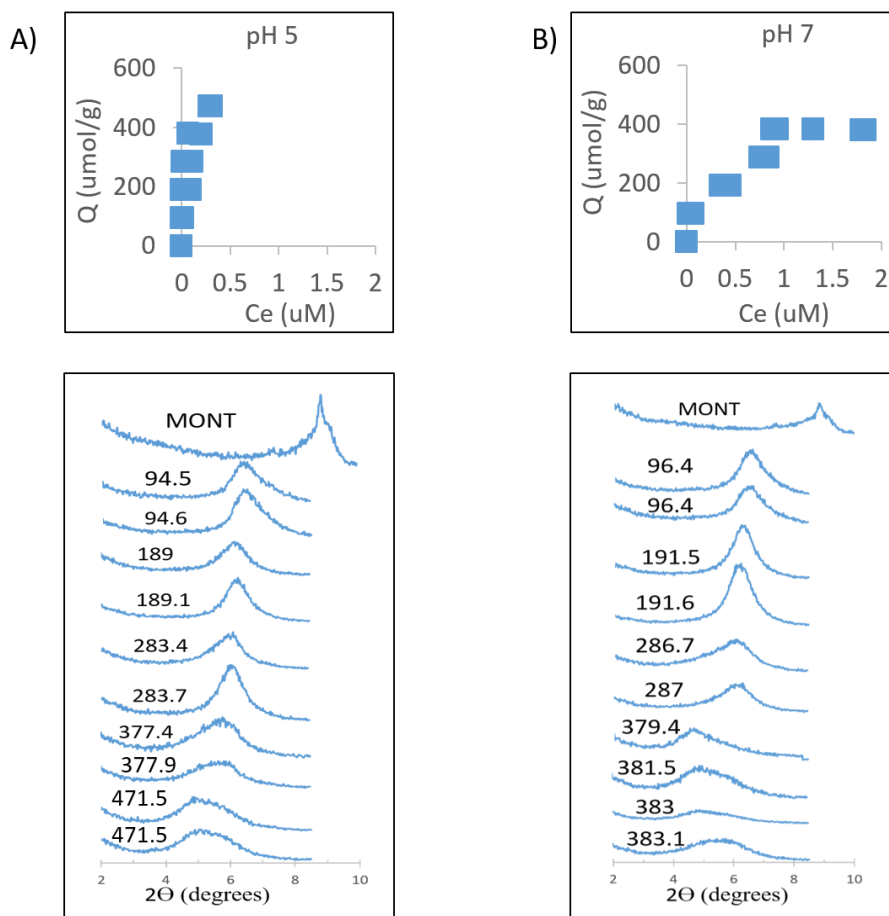 A)
pH 5
600
400
200
0
Q (umol/g)
0 0.5 1 1.5 2
Ce (uM)
B)
pH 7
600
400
200
0
Q (umol/g)
0 0.5 1 1.5 2
Ce (uM)
MONT
94.5
94.6
189
189.1
283.4
283.7
377.4
377.9
471.5
471.5
2 4 6 8 10
2Θ (degrees)
MONT
96.4
96.4
191.5
191.6
286.7
287
379.4
381.5
383
383.1
2 4 6 8 10
2Θ (degrees)